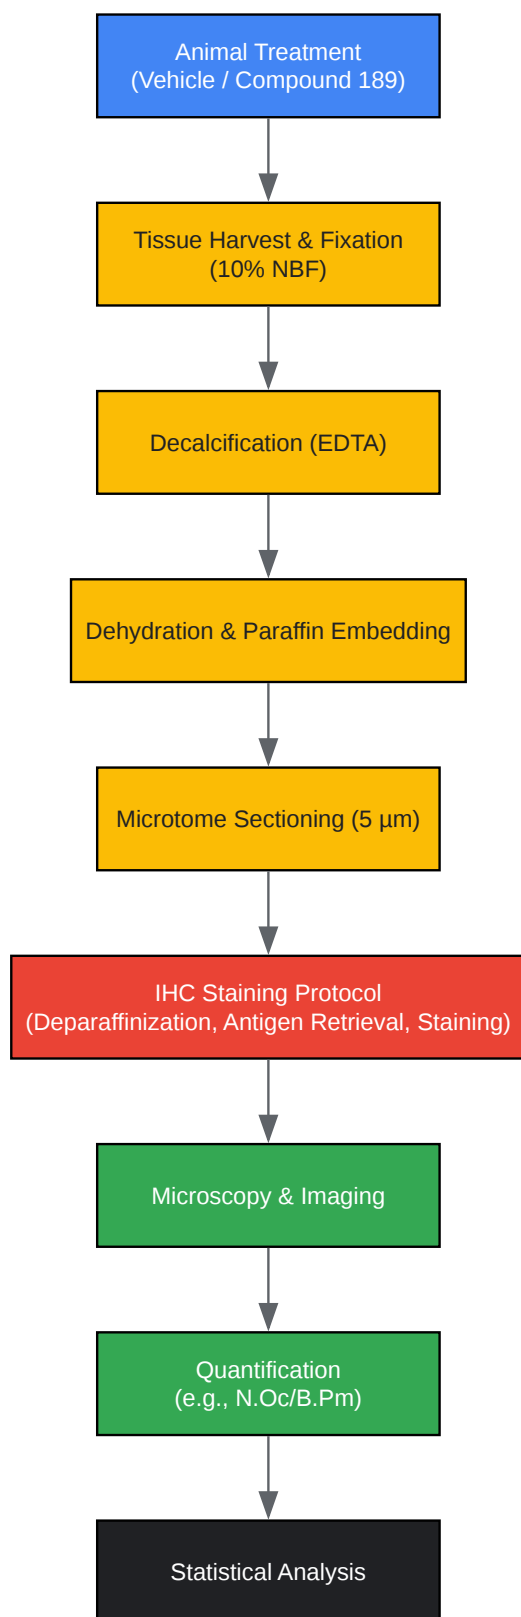 Animal Treatment
(Vehicle / Compound 189)
Tissue Harvest & Fixation
(10% NBF)
Decalcification (EDTA)
Dehydration & Paraffin Embedding
Microtome Sectioning (5 µm)
IHC Staining Protocol
(Deparaffinization, Antigen Retrieval, Staining)
Microscopy & Imaging
Quantification
(e.g., N.Oc/B.Pm)
Statistical Analysis